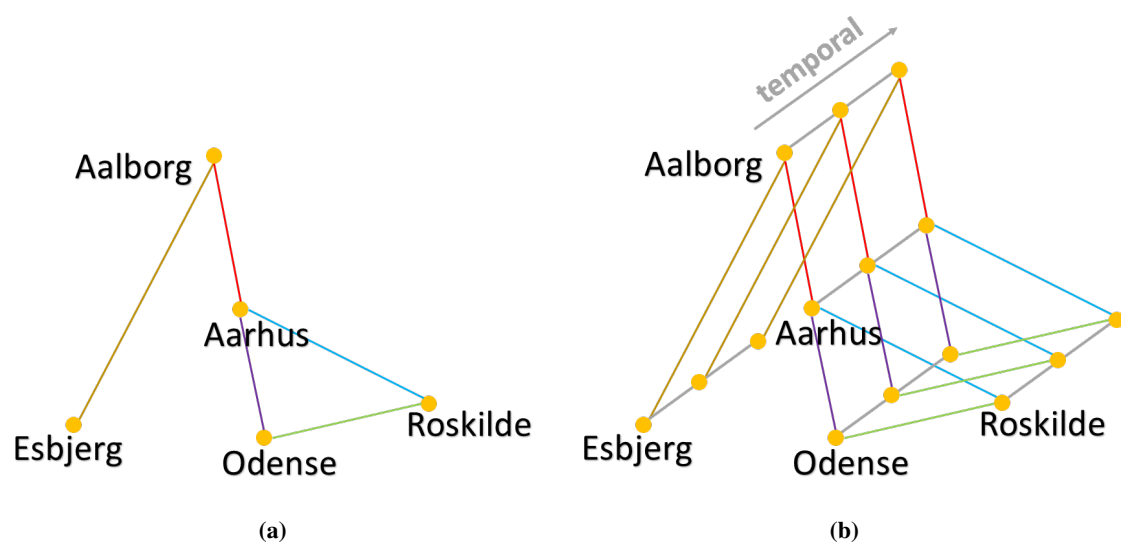 Aalborg
Aarhus
Esbjerg
Odense
Roskilde
(a)
temporal
Aalborg
Aarhus
Esbjerg
Odense
Roskilde
(b)